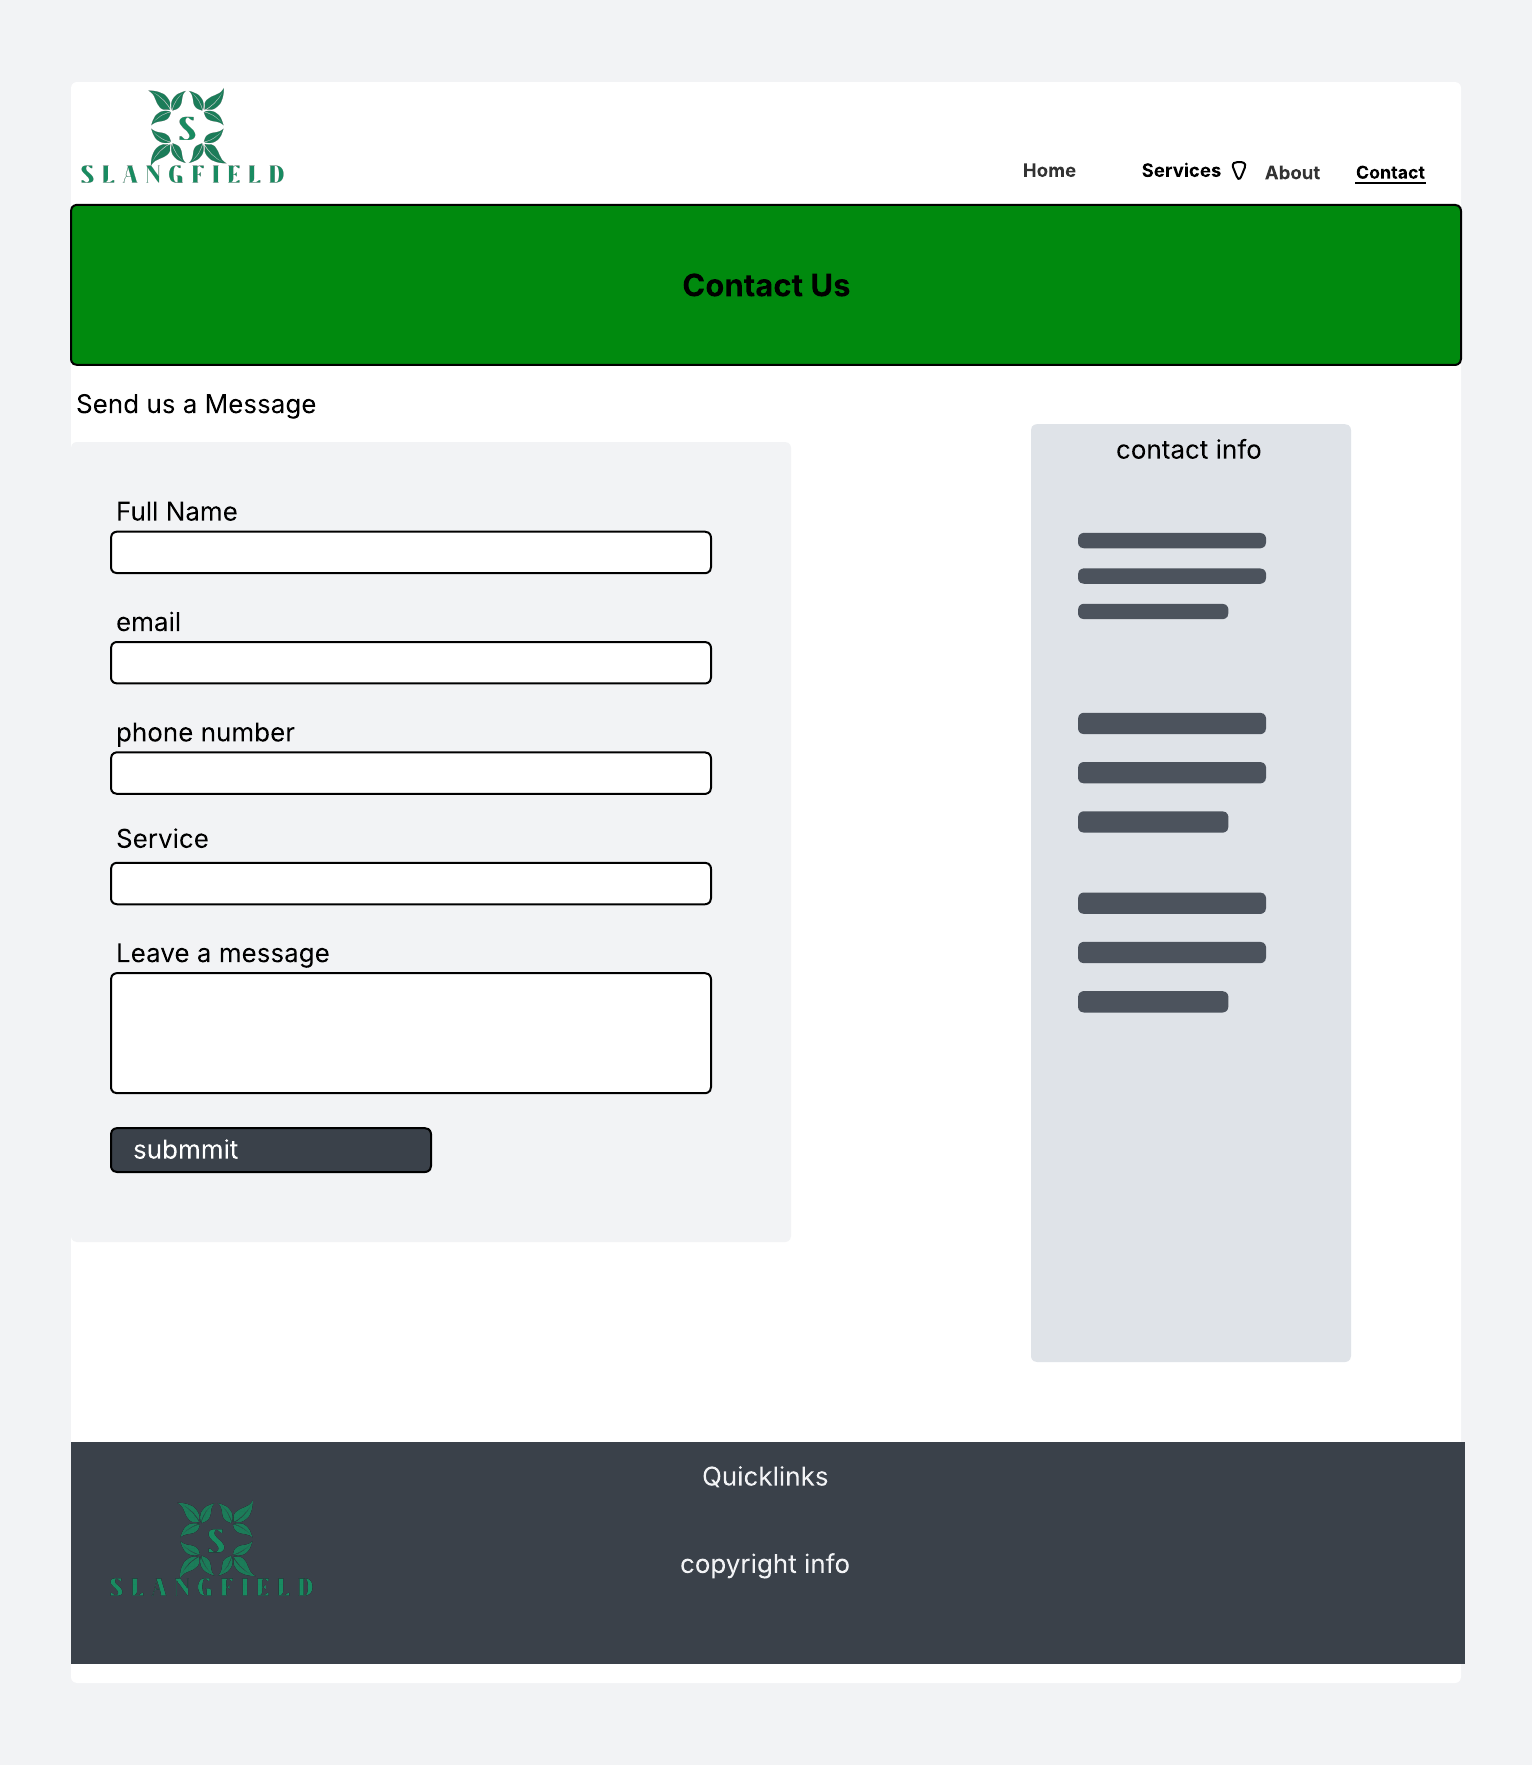 S
SLANGFIELD
Home Services About Contact
Contact Us
Send us a Message
contact info
Full Name
email
phone number
Service
Leave a message
submmit
Quicklinks
S
SLANGFIELD
copyright info